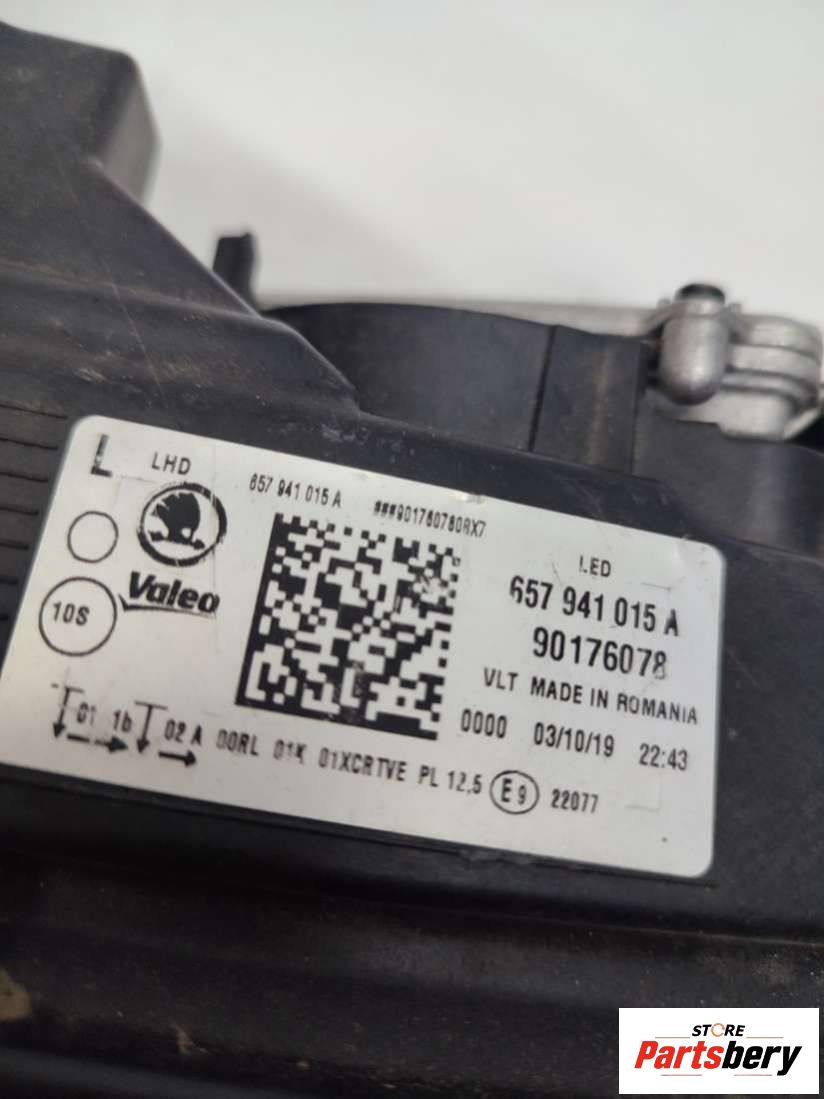 L LHD 657 941 015 A ###901760780RX7
LED
Valeo
657 941 015 A
10S
90176078
VLT MADE IN ROMANIA
0000 03/10/19 22:43
01 1b 02 A 00RL 01K 01XCRTVE PL 12,5 E9 22077
STORE
Partsbery